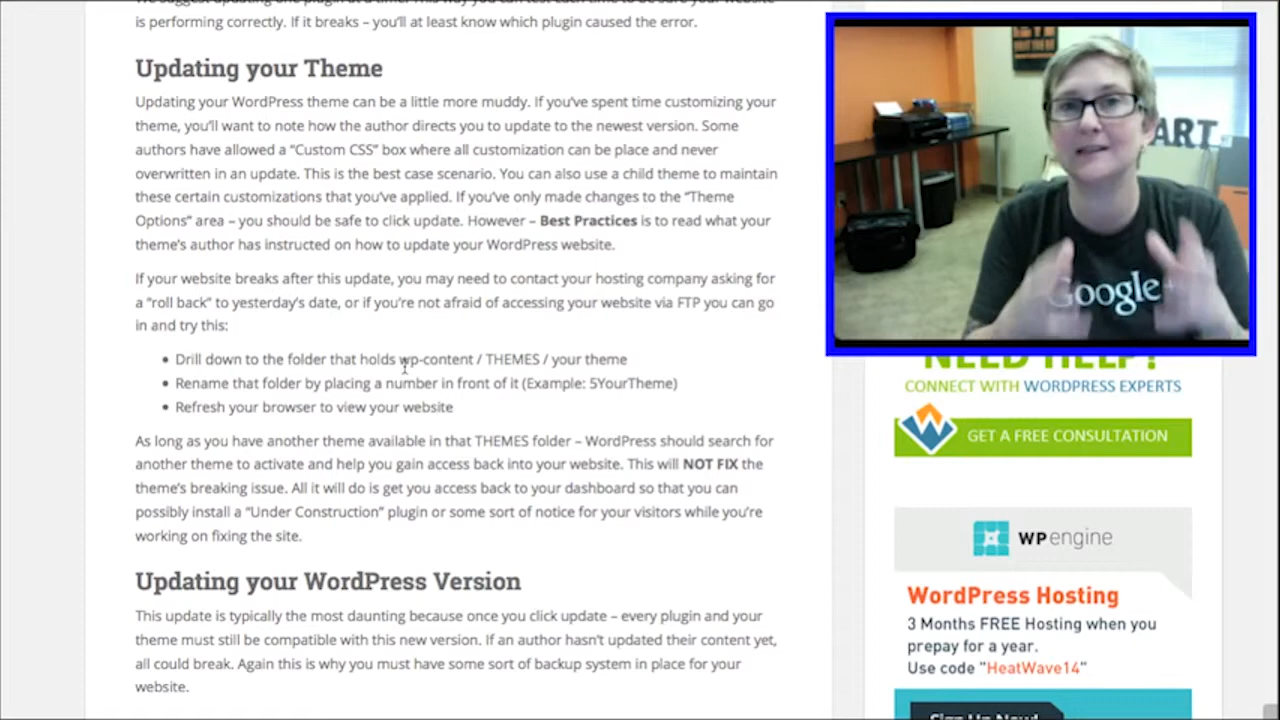 is performing correctly. If it breaks – you'll at least know which plugin caused the error.
Updating your Theme
Updating your WordPress theme can be a little more muddy. If you've spent time customizing your
theme, you'll want to note how the author directs you to update to the newest version. Some
authors have allowed a “Custom CSS” box where all customization can be place and never
overwritten in an update. This is the best case scenario. You can also use a child theme to maintain
these certain customizations that you've applied. If you've only made changes to the “Theme
Options” area – you should be safe to click update. However – Best Practices is to read what your
theme's author has instructed on how to update your WordPress website.
If your website breaks after this update, you may need to contact your hosting company asking for
a “roll back” to yesterday's date, or if you're not afraid of accessing your website via FTP you can go
in and try this:
• Drill down to the folder that holds wp-content / THEMES / your theme
• Rename that folder by placing a number in front of it (Example: 5YourTheme)
• Refresh your browser to view your website
As long as you have another theme available in that THEMES folder – WordPress should search for
another theme to activate and help you gain access back into your website. This will NOT FIX the
theme's breaking issue. All it will do is get you access back to your dashboard so that you can
possibly install a “Under Construction” plugin or some sort of notice for your visitors while you're
working on fixing the site.
Updating your WordPress Version
This update is typically the most daunting because once you click update – every plugin and your
theme must still be compatible with this new version. If an author hasn't updated their content yet,
all could break. Again this is why you must have some sort of backup system in place for your
website.
ART
Google+
NEED HELP?
CONNECT WITH WORDPRESS EXPERTS
GET A FREE CONSULTATION
WPengine
WordPress Hosting
3 Months FREE Hosting when you
prepay for a year.
Use code "HeatWave14"
Sign Up Now!